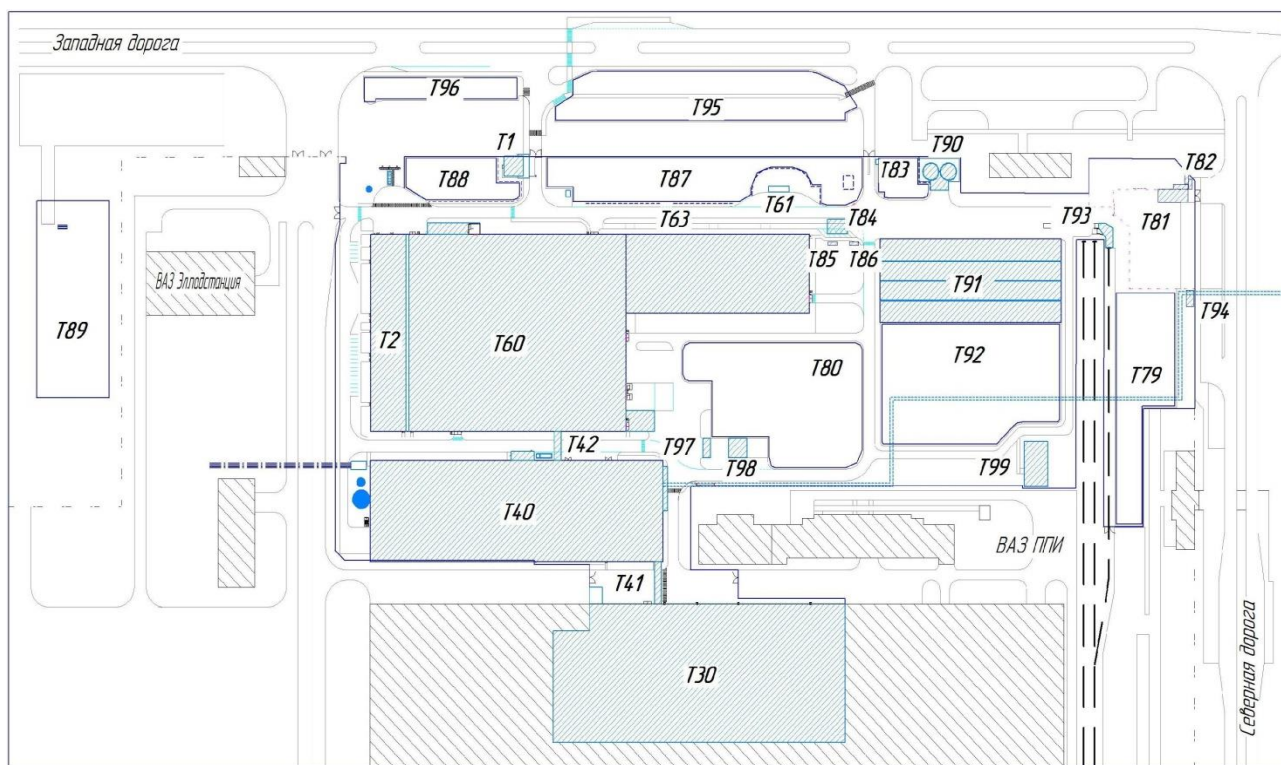 Западная дорога
Т96
Т95
Т1
Т90
Т88
Т87
Т83
Т82
Т61
Т81
Т63
Т84
Т93
Т85
Т86
ВАЗ Элподстанция
Т91
Т94
Т89
Т2
Т60
Т92
Т80
Т79
Т42
Т97
Т98
Т99
Т40
ВАЗ ППИ
Т41
Т30
Северная дорога